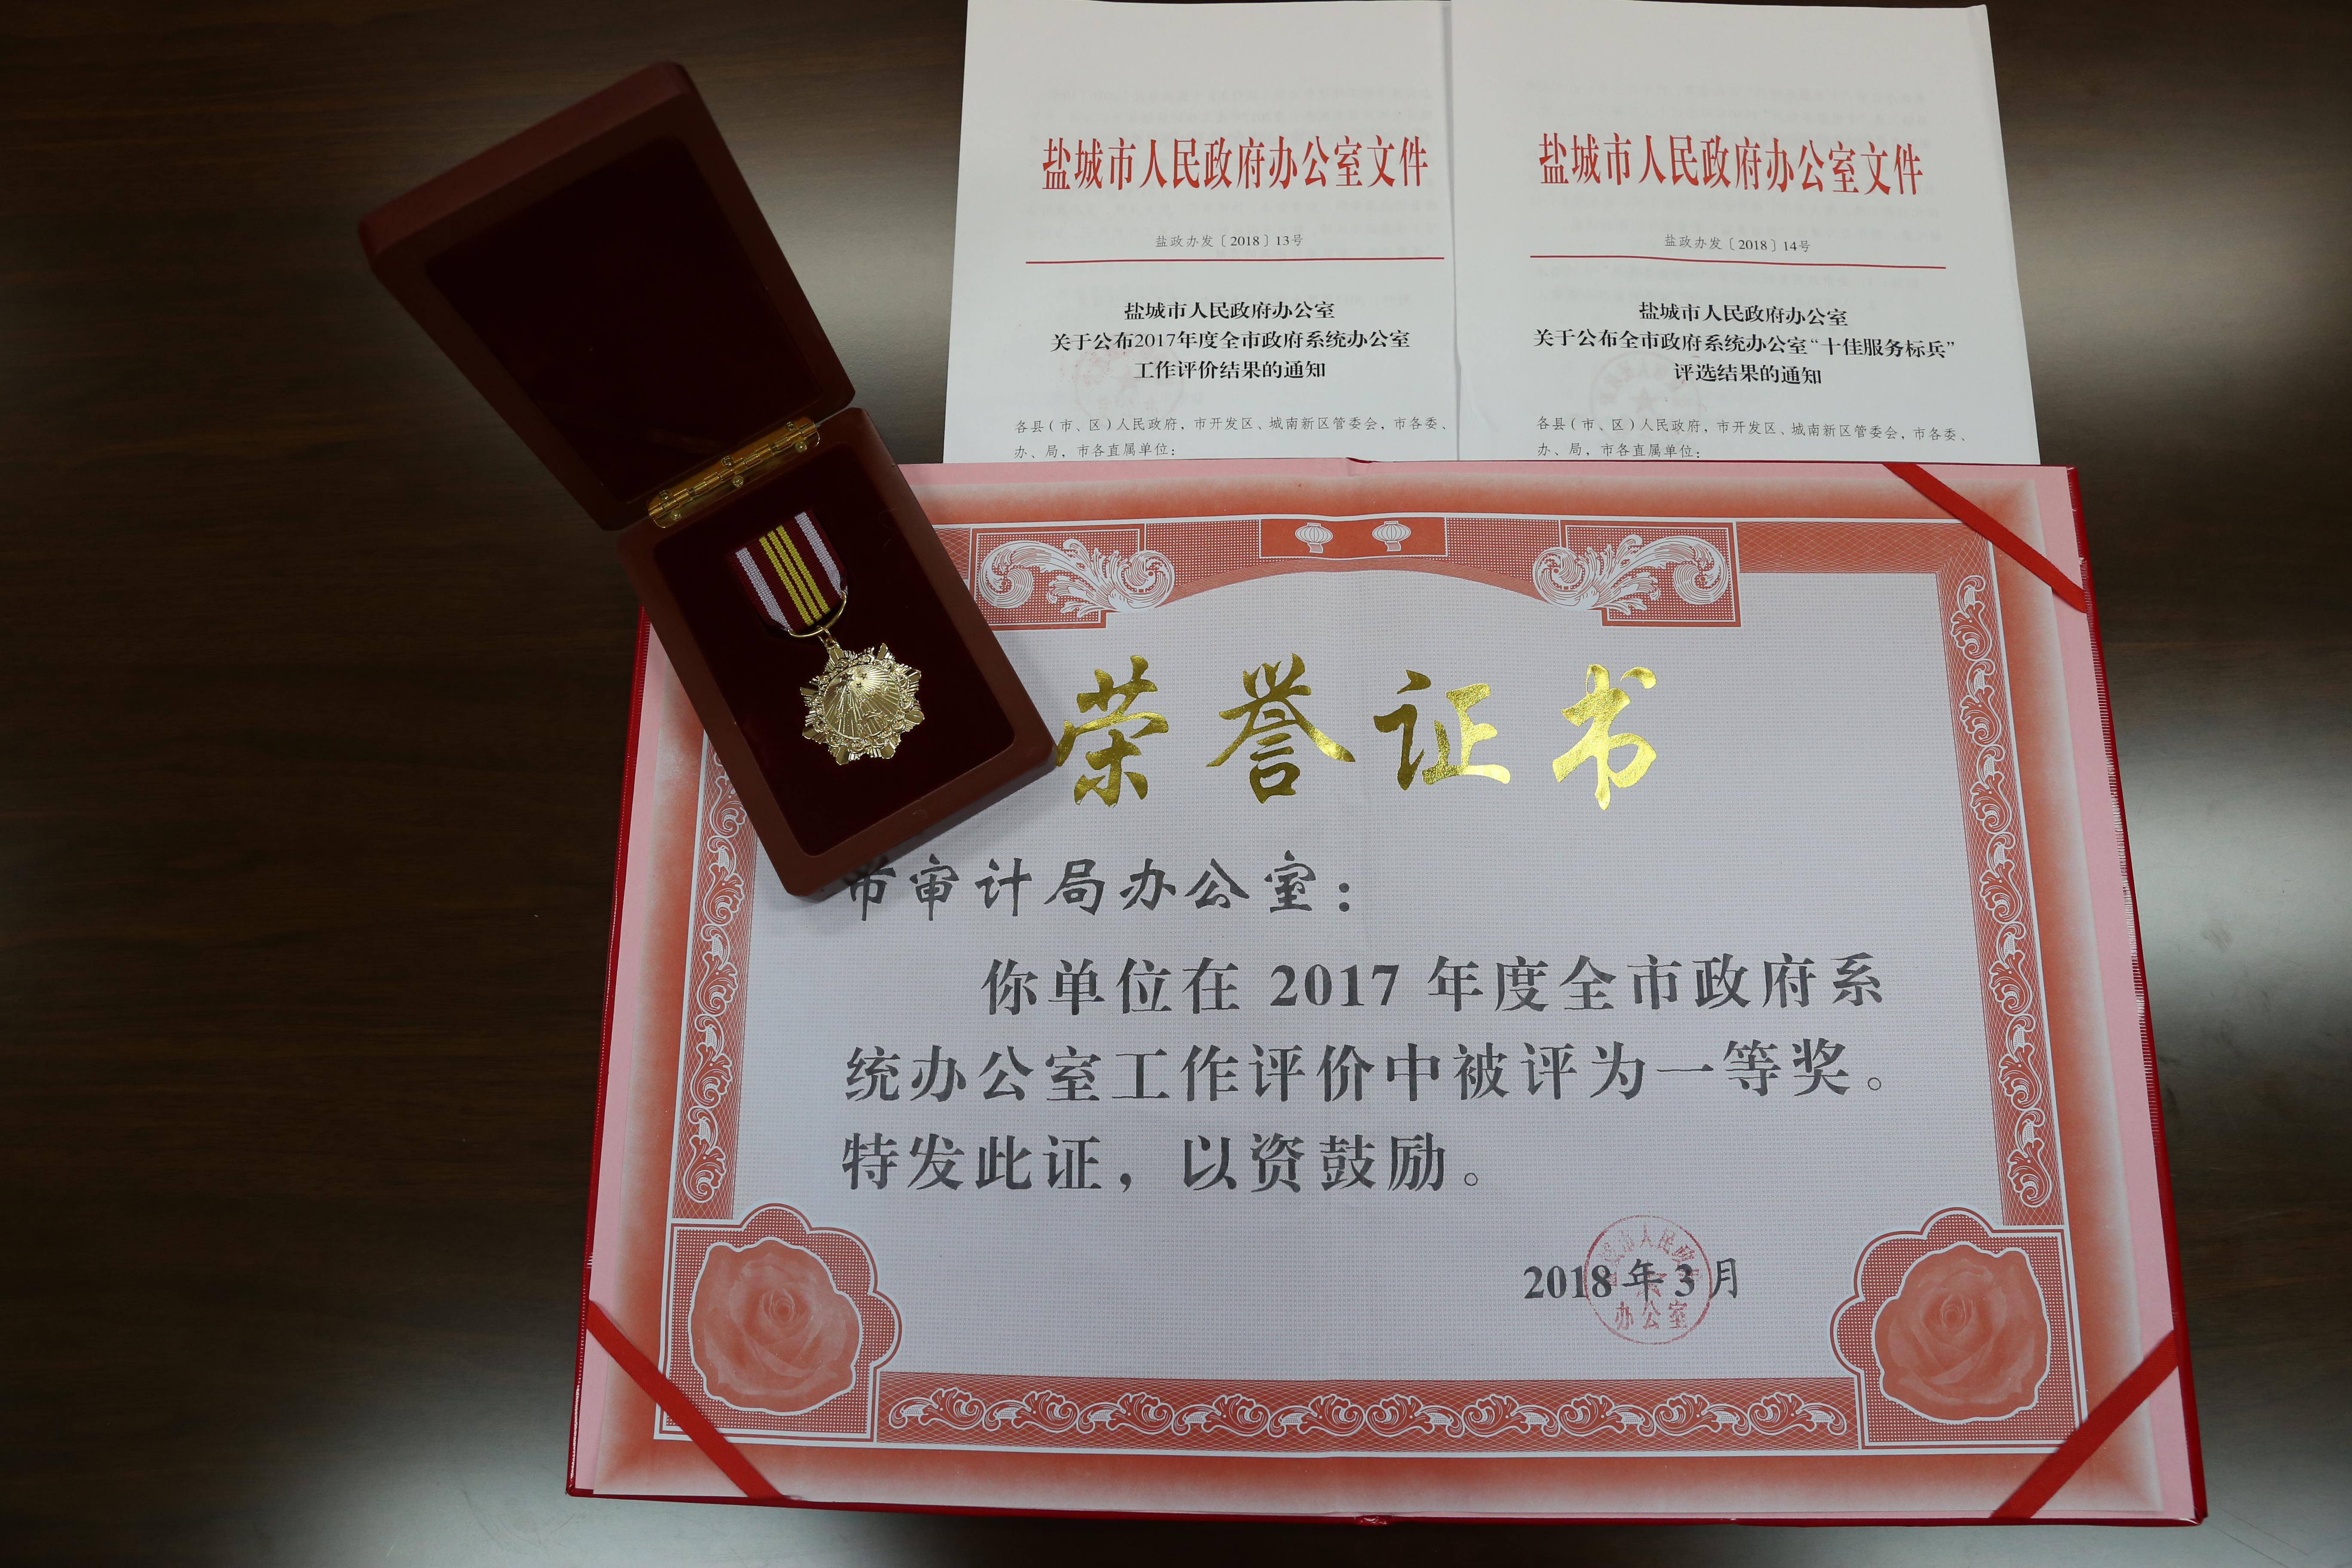 盐城市人民政府办公室文件
盐政办发〔2018〕13号
盐城市人民政府办公室
关于公布2017年度全市政府系统办公室
工作评价结果的通知
各县（市、区）人民政府，市开发区、城南新区管委会，市各委、
办、局，市各直属单位：
盐城市人民政府办公室文件
盐政办发〔2018〕14号
盐城市人民政府办公室
关于公布全市政府系统办公室“十佳服务标兵”
评选结果的通知
各县（市、区）人民政府，市开发区、城南新区管委会，市各委、
办、局，市各直属单位：
荣誉证书
市审计局办公室：
你单位在 2017 年度全市政府系
统办公室工作评价中被评为一等奖。
特发此证，以资鼓励。
2018 年 3 月
城市人民政
办公室